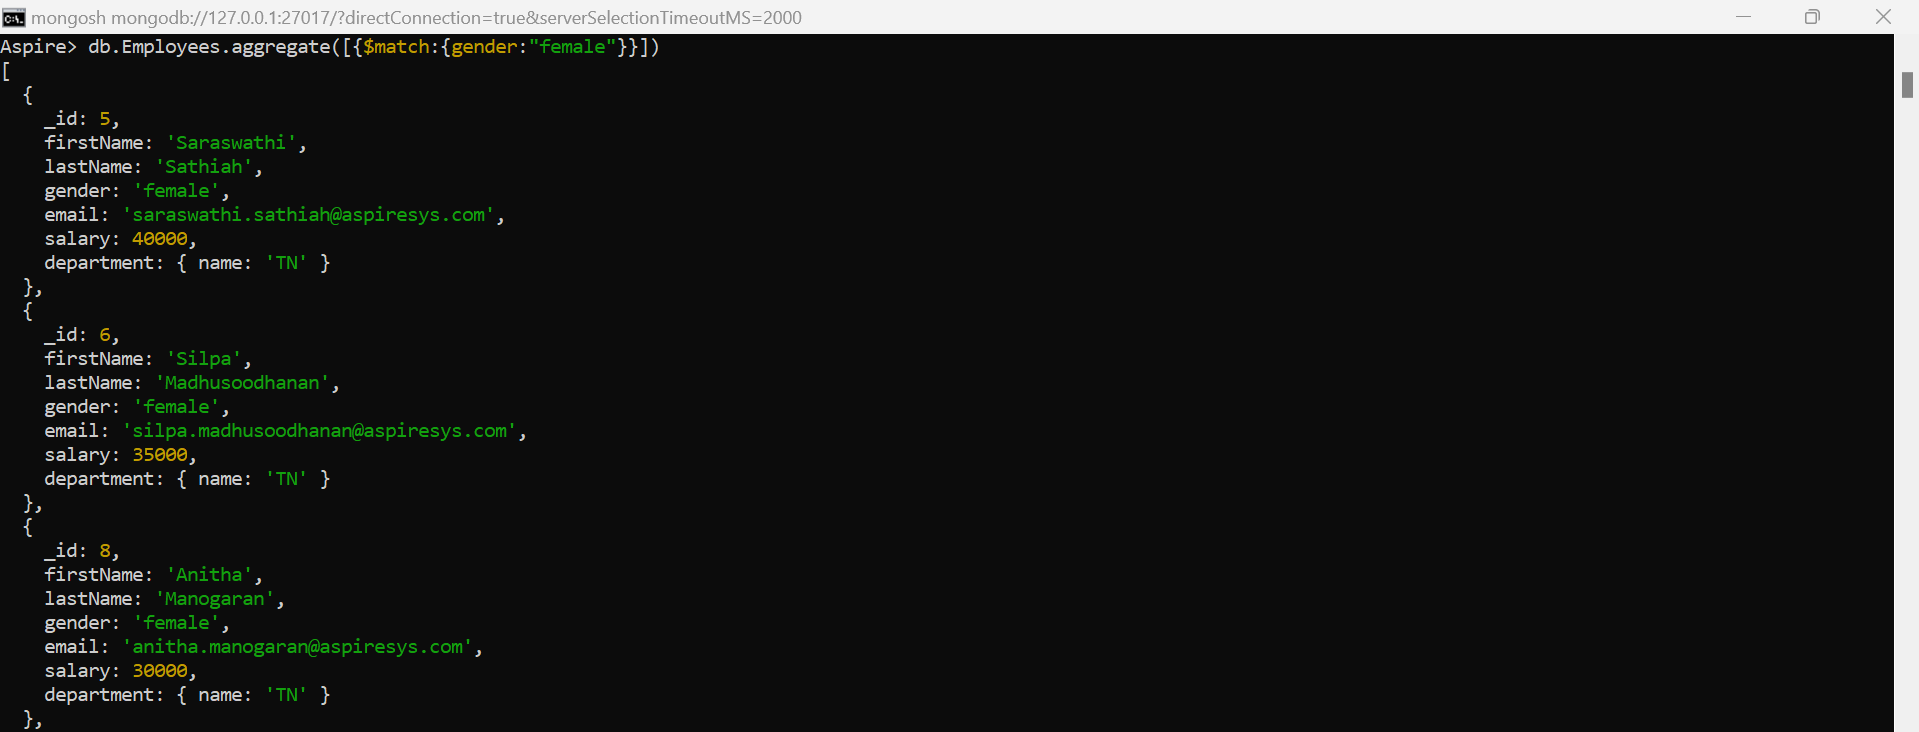 mongosh mongodb://127.0.0.1:27017/?directConnection=true&serverSelectionTimeoutMS=2000
Aspire> db.Employees.aggregate([{$match:{gender:"female"}}])
[
  {
    _id: 5,
    firstName: 'Saraswathi',
    lastName: 'Sathiah',
    gender: 'female',
    email: 'saraswathi.sathiah@aspiresys.com',
    salary: 40000,
    department: { name: 'TN' }
  },
  {
    _id: 6,
    firstName: 'Silpa',
    lastName: 'Madhusoodhanan',
    gender: 'female',
    email: 'silpa.madhusoodhanan@aspiresys.com',
    salary: 35000,
    department: { name: 'TN' }
  },
  {
    _id: 8,
    firstName: 'Anitha',
    lastName: 'Manogaran',
    gender: 'female',
    email: 'anitha.manogaran@aspiresys.com',
    salary: 30000,
    department: { name: 'TN' }
  },